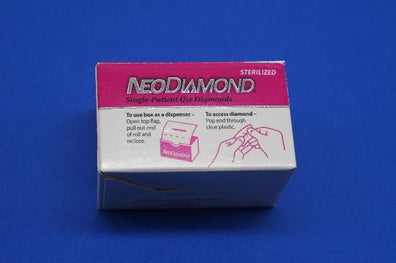 STERILIZED
NEODIAMOND
Single-Patient Use Diamonds
To use box as a dispenser –
Open top flap,
pull out end
of roll and
reclose.
To access diamond –
Pop end through
clear plastic.
NEODIAMOND